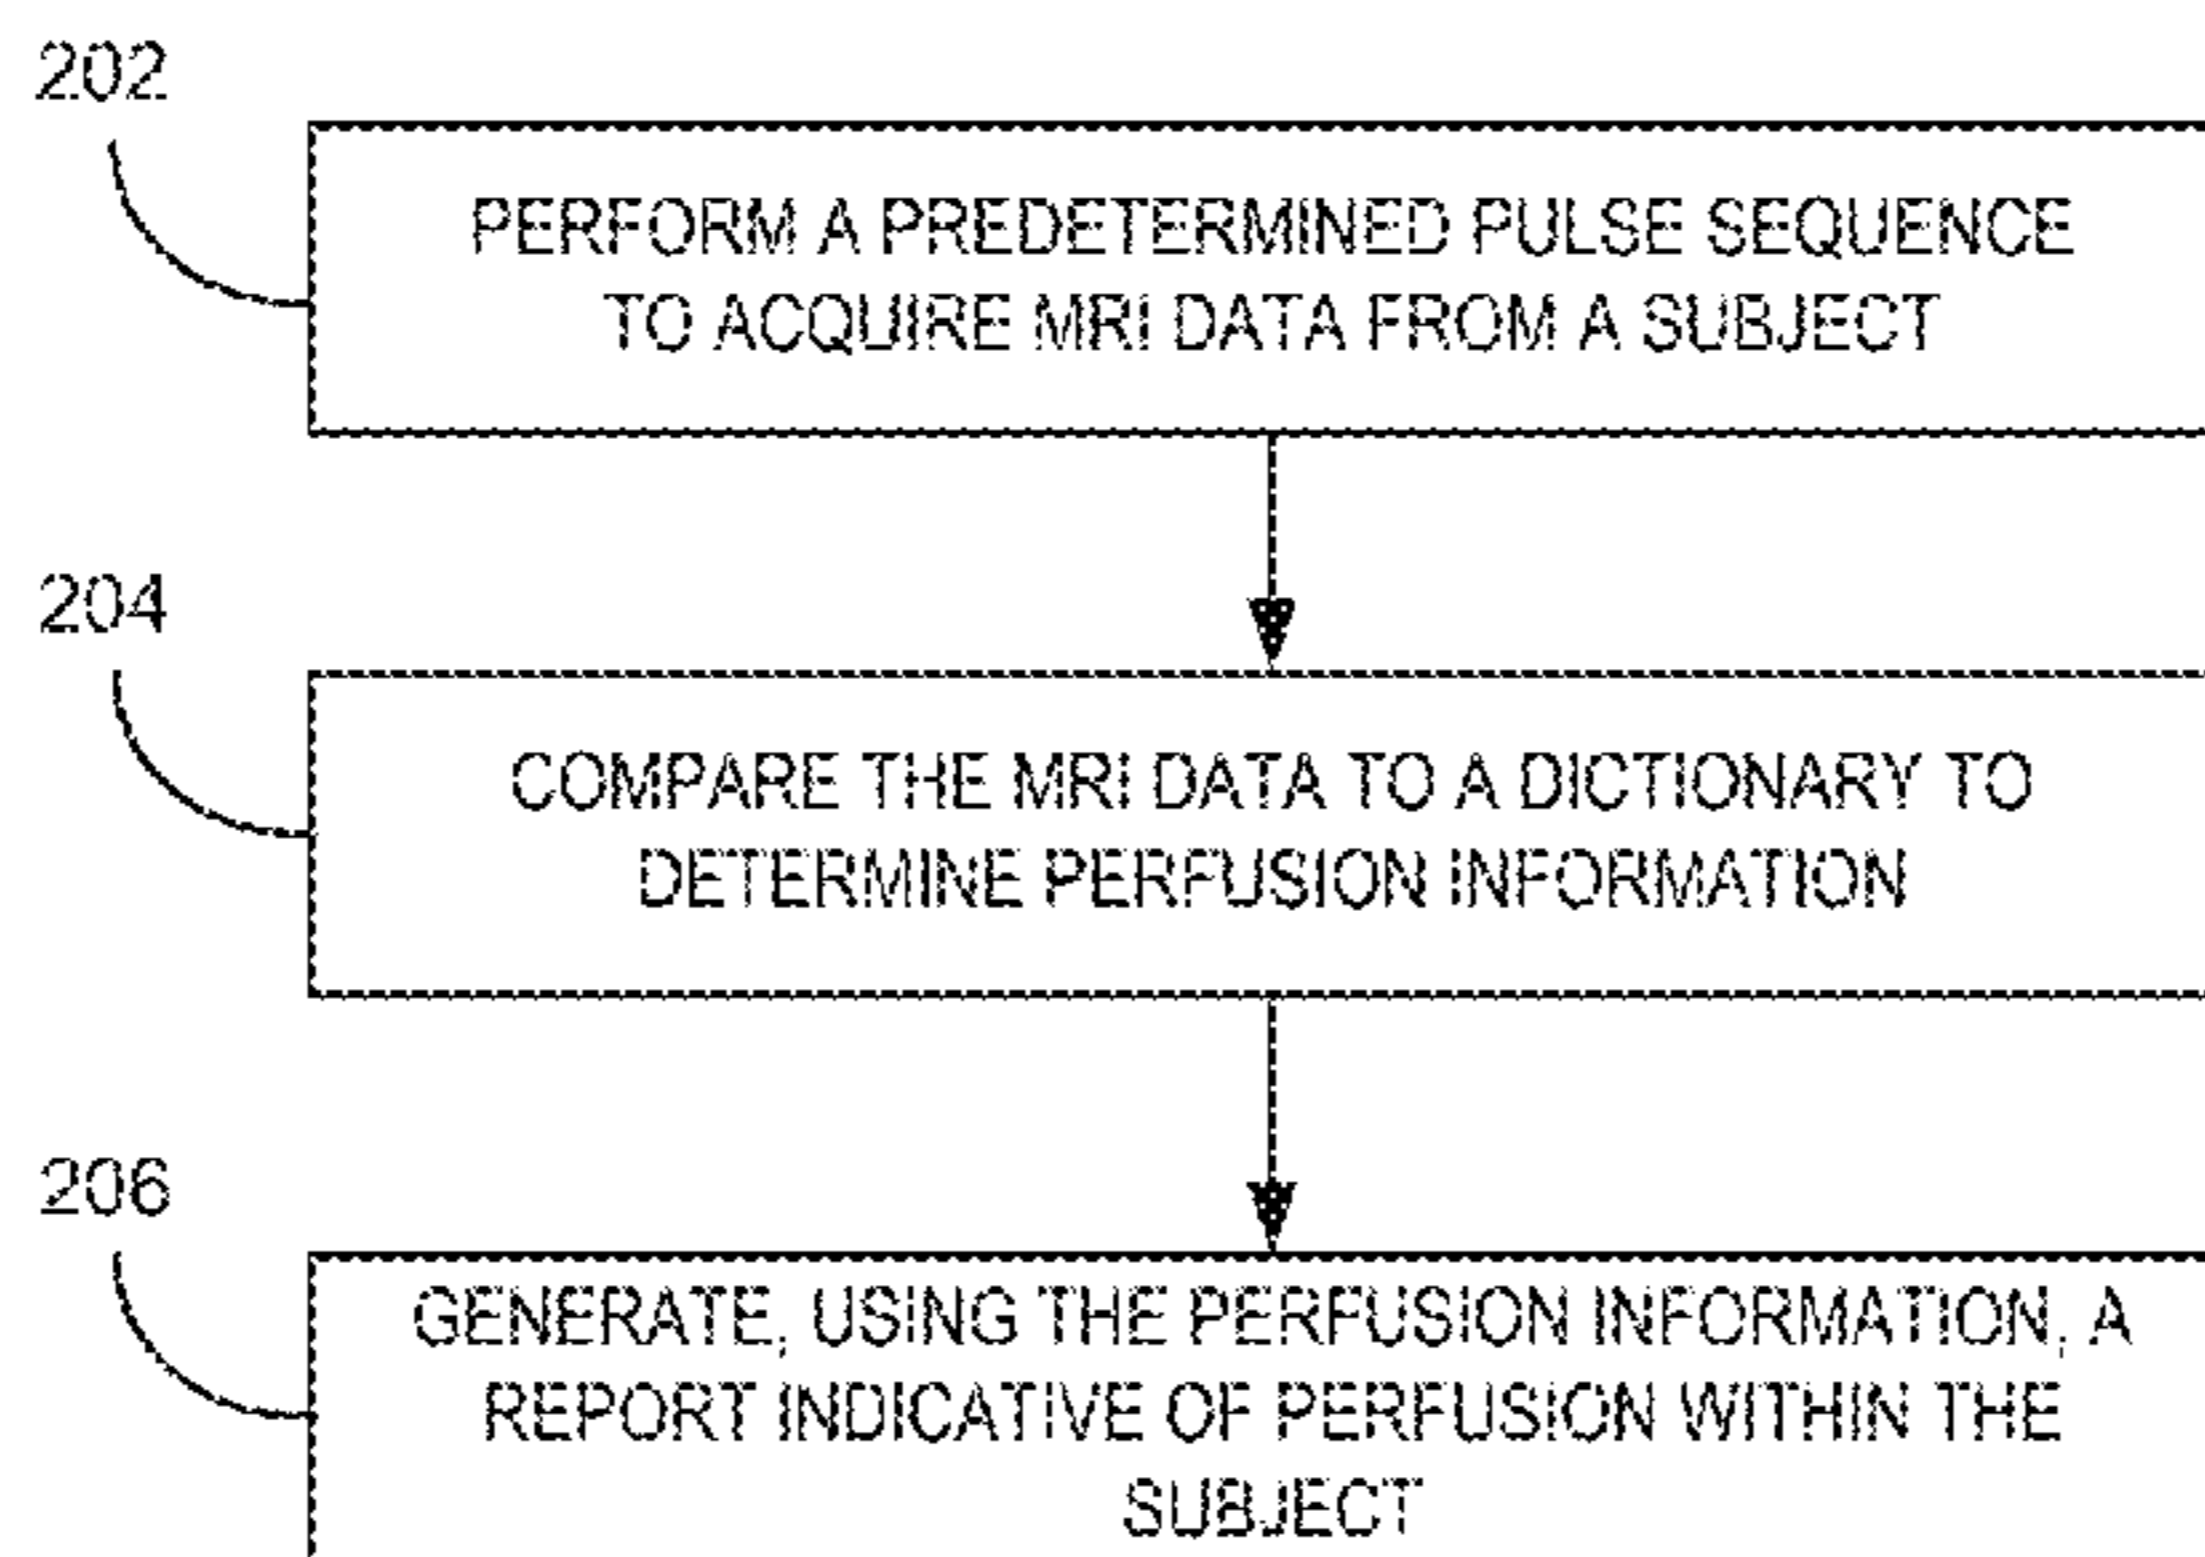 202
PERFORM A PREDETERMINED PULSE SEQUENCE
TO ACQUIRE MRI DATA FROM A SUBJECT
204
COMPARE THE MRI DATA TO A DICTIONARY TO
DETERMINE PERFUSION INFORMATION
206
GENERATE, USING THE PERFUSION INFORMATION, A
REPORT INDICATIVE OF PERFUSION WITHIN THE
SUBJECT